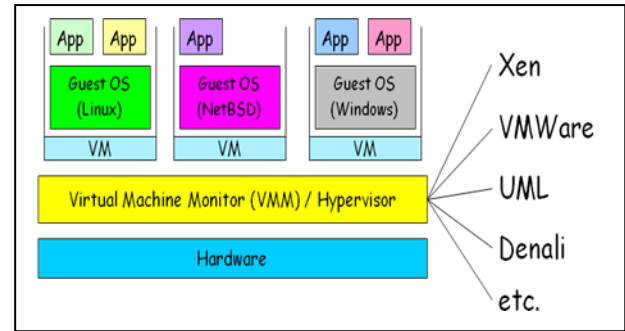 App App App App App
Guest OS
(Linux)
Guest OS
(NetBSD)
Guest OS
(Windows)
VM VM VM
Virtual Machine Monitor (VMM) / Hypervisor
Hardware
Xen
VMWare
UML
Denali
etc.